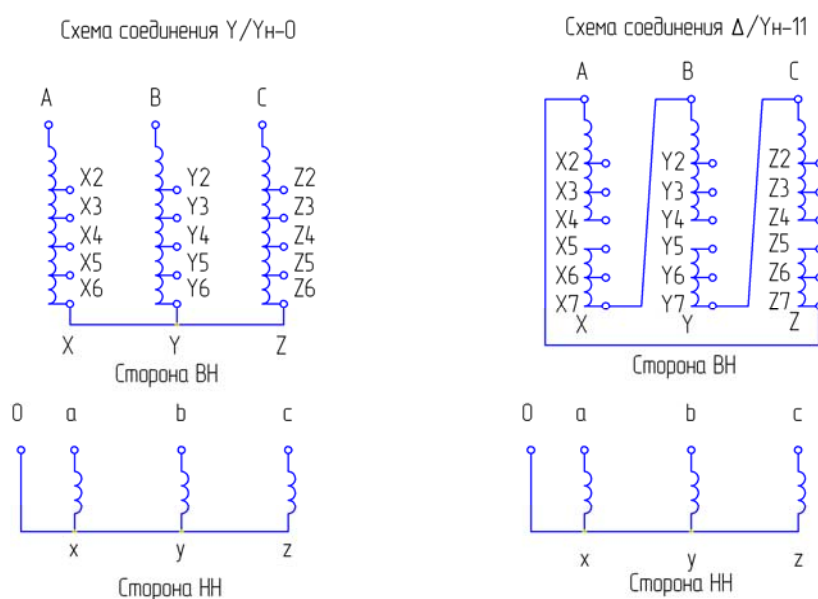 Схема соединения Y/Yн-0
A B C
X2 Y2 Z2
X3 Y3 Z3
X4 Y4 Z4
X5 Y5 Z5
X6 Y6 Z6
X Y Z
Сторона ВН
0 a b c
x y z
Сторона НН
Схема соединения Δ/Yн-11
A B C
X2 Y2 Z2
X3 Y3 Z3
X4 Y4 Z4
X5 Y5 Z5
X6 Y6 Z6
X7 Y7 Z7
X Y Z
Сторона ВН
0 a b c
x y z
Сторона НН